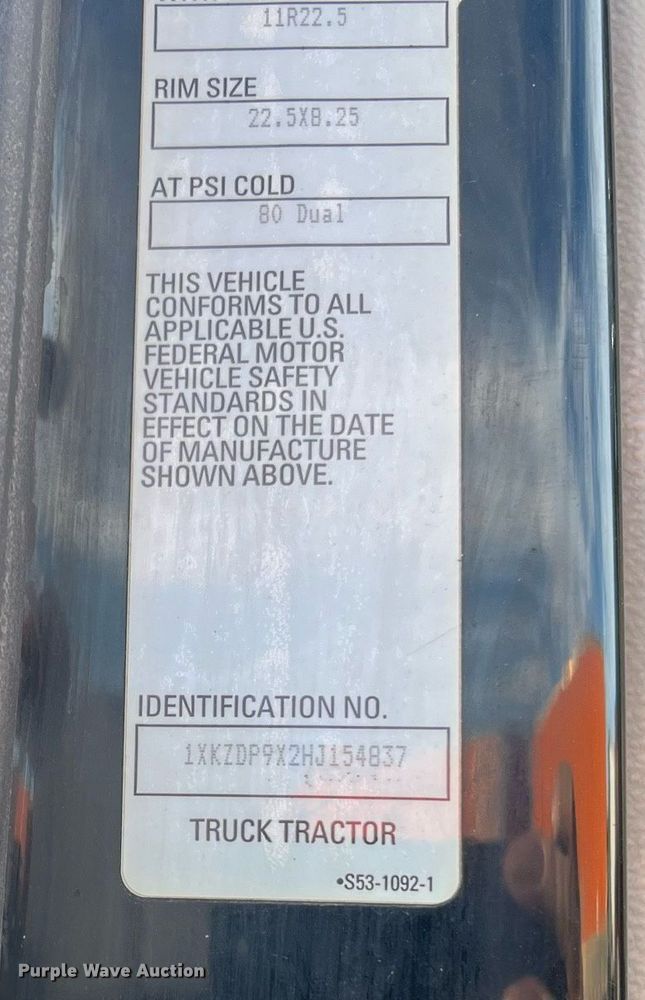 11R22.5
RIM SIZE
22.5X8.25
AT PSI COLD
80 Dual
THIS VEHICLE
CONFORMS TO ALL
APPLICABLE U.S.
FEDERAL MOTOR
VEHICLE SAFETY
STANDARDS IN
EFFECT ON THE DATE
OF MANUFACTURE
SHOWN ABOVE.
IDENTIFICATION NO.
1XKZDP9X2HJ154837
TRUCK TRACTOR
•S53-1092-1
Purple Wave Auction